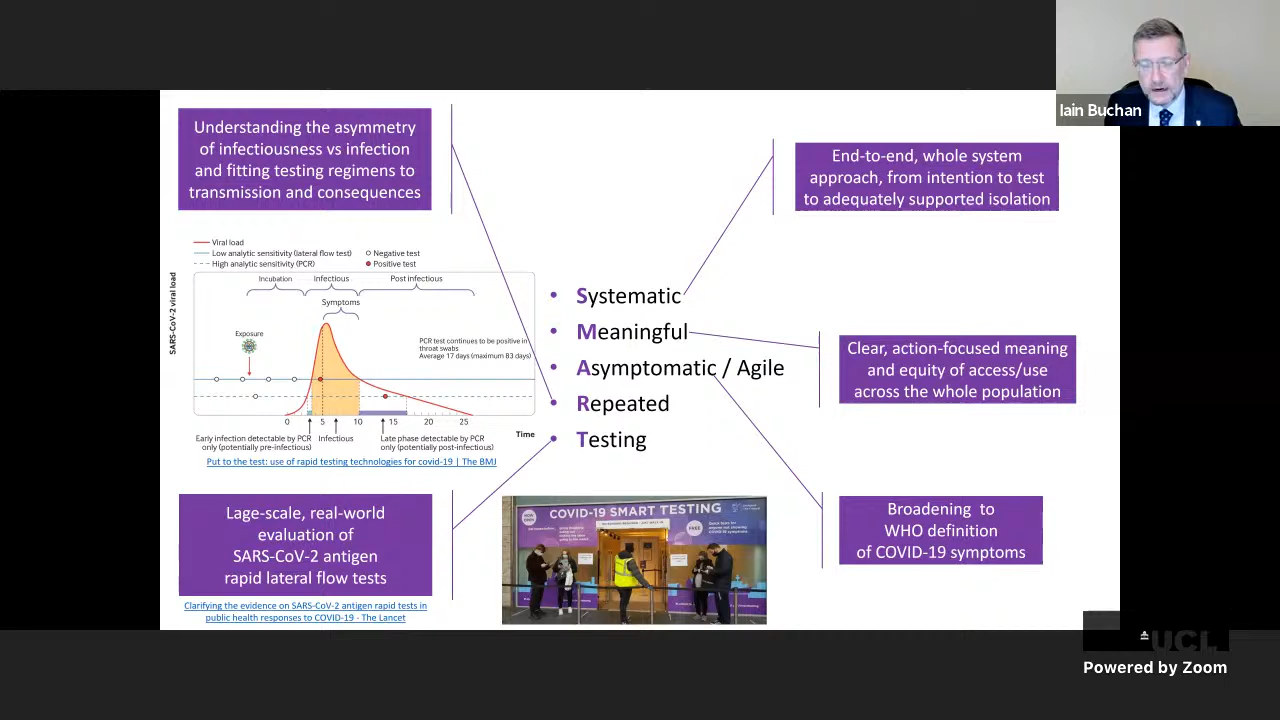 Iain Buchan
Understanding the asymmetry
of infectiousness vs infection
and fitting testing regimens to
transmission and consequences
End-to-end, whole system
approach, from intention to test
to adequately supported isolation
Viral load
Low analytic sensitivity (lateral flow test)
Negative test
High analytic sensitivity (PCR)
Positive test
SARS-CoV-2 viral load
Incubation
Infectious
Post infectious
Symptoms
Exposure
PCR test continues to be positive in
throat swabs
Average 17 days (maximum 83 days)
0 5 10 15 20 25
Time
Early infection detectable by PCR
only (potentially pre-infectious)
Infectious
Late phase detectable by PCR
only (potentially post-infectious)
Put to the test: use of rapid testing technologies for covid-19 | The BMJ
• Systematic
• Meaningful
• Asymptomatic / Agile
• Repeated
• Testing
Clear, action-focused meaning
and equity of access/use
across the whole population
Lage-scale, real-world
evaluation of
SARS-CoV-2 antigen
rapid lateral flow tests
Clarifying the evidence on SARS-CoV-2 antigen rapid tests in
public health responses to COVID-19 - The Lancet
COVID-19 SMART TESTING
NOW
OPEN
FREE
Broadening to
WHO definition
of COVID-19 symptoms
UCL
Powered by Zoom